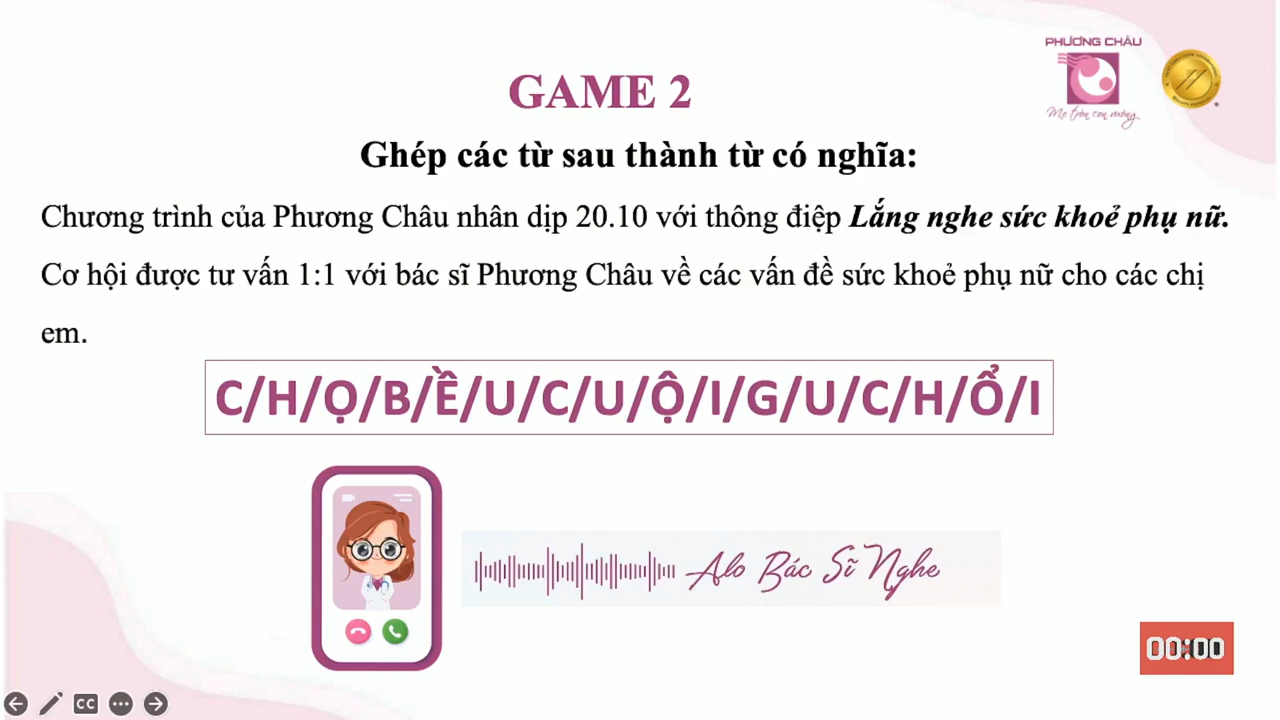 PHƯƠNG CHÂU
Mẹ tròn con vuông
GAME 2
Ghép các từ sau thành từ có nghĩa:
Chương trình của Phương Châu nhân dịp 20.10 với thông điệp Lắng nghe sức khoẻ phụ nữ.
Cơ hội được tư vấn 1:1 với bác sĩ Phương Châu về các vấn đề sức khoẻ phụ nữ cho các chị
em.
C/H/Ọ/B/Ề/U/C/U/Ộ/I/G/U/C/H/Ổ/I
Alo Bác Sĩ Nghe
00:00
CC